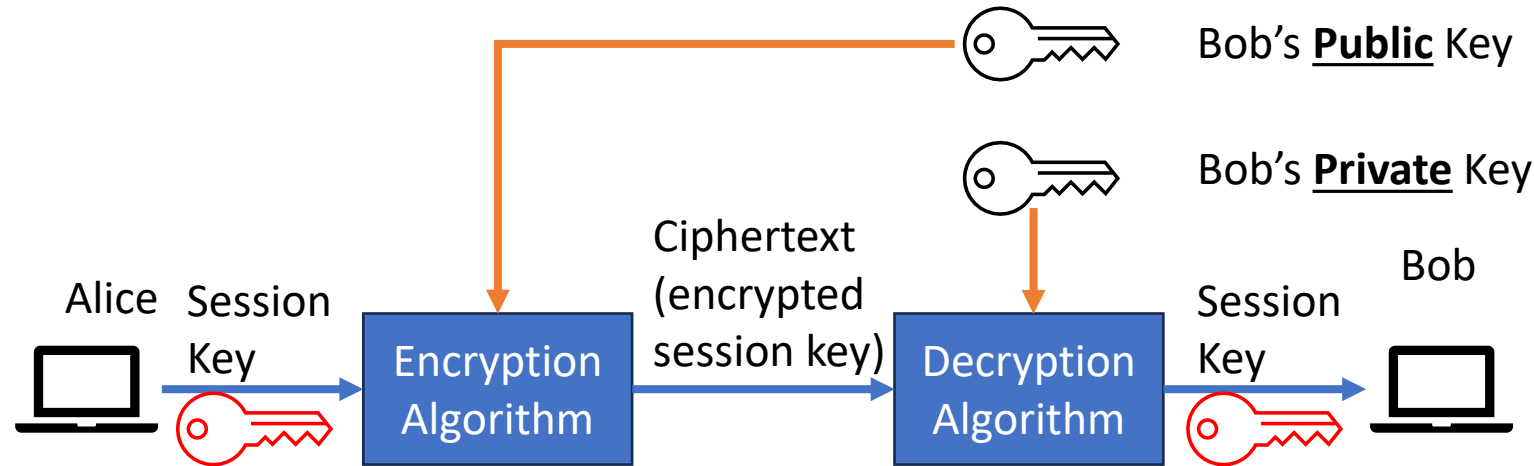 Bob’s Public Key
Bob’s Private Key
Alice
Session
Key
Encryption
Algorithm
Ciphertext
(encrypted
session key)
Decryption
Algorithm
Session
Key
Bob